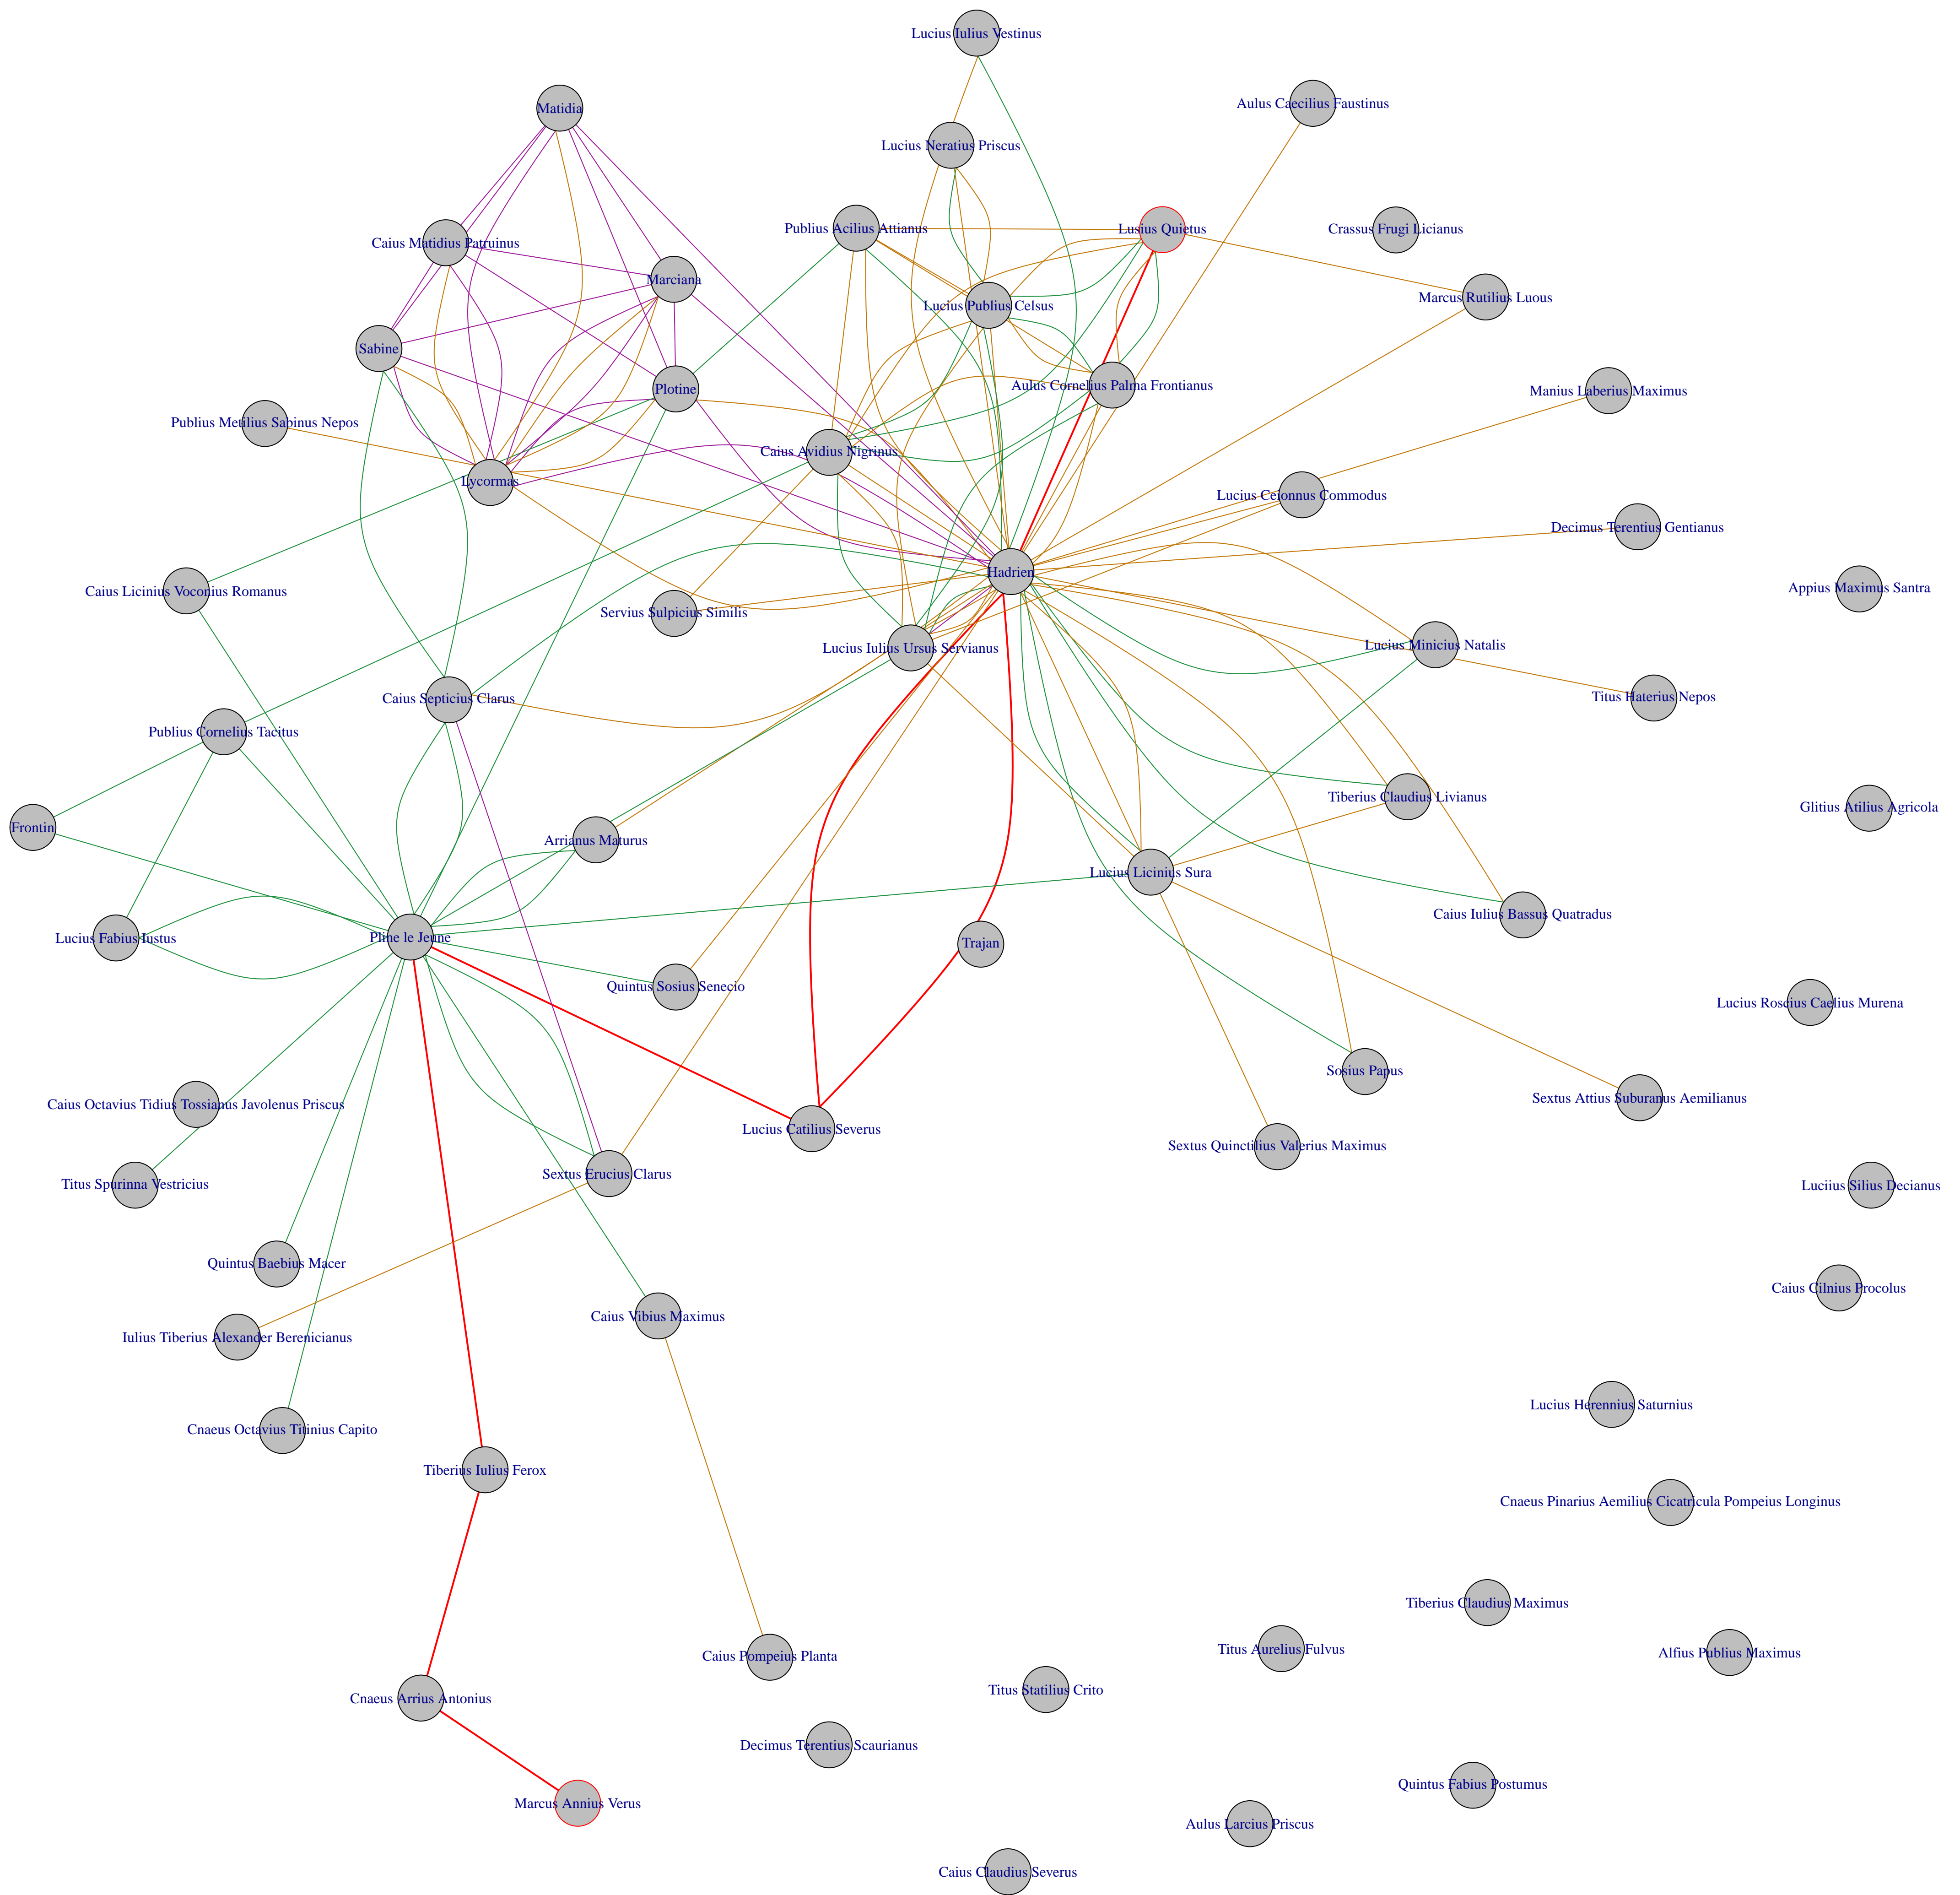 Lucius Iulius Vestinus
Aulus Caecilius Faustinus
Matidia
Lucius Neratius Priscus
Publius Acilius Attianus
Lusius Quietus
Crassus Frugi Licianus
Caius Matidius Patruinus
Marciana
Marcus Rutilius Luous
Lucius Publius Celsus
Sabine
Plotine
Aulus Cornelius Palma Frontianus
Manius Laberius Maximus
Publius Metilius Sabinus Nepos
Caius Avidius Nigrinus
Lycormas
Lucius Ceionnus Commodus
Decimus Terentius Gentianus
Hadrien
Caius Licinius Voconius Romanus
Appius Maximus Santra
Servius Sulpicius Similis
Lucius Iulius Ursus Servianus
Lucius Minicius Natalis
Caius Septicius Clarus
Titus Haterius Nepos
Publius Cornelius Tacitus
Tiberius Claudius Livianus
Glitius Atilius Agricola
Frontin
Arrianus Maturus
Lucius Licinius Sura
Caius Iulius Bassus Quatradus
Lucius Fabius Iustus
Pline le Jeune
Trajan
Quintus Sosius Senecio
Lucius Roscius Caelius Murena
Sosius Papus
Caius Octavius Tidius Tossianus Javolenus Priscus
Sextus Attius Suburanus Aemilianus
Lucius Catilius Severus
Sextus Quinctilius Valerius Maximus
Sextus Erucius Clarus
Titus Spurinna Vestricius
Luciius Silius Decianus
Quintus Baebius Macer
Caius Cilnius Procolus
Caius Vibius Maximus
Iulius Tiberius Alexander Berenicianus
Lucius Herennius Saturnius
Cnaeus Octavius Titinius Capito
Tiberius Iulius Ferox
Cnaeus Pinarius Aemilius Cicatricula Pompeius Longinus
Tiberius Claudius Maximus
Titus Aurelius Fulvus
Alfius Publius Maximus
Caius Pompeius Planta
Titus Statilius Crito
Cnaeus Arrius Antonius
Decimus Terentius Scaurianus
Quintus Fabius Postumus
Marcus Annius Verus
Aulus Larcius Priscus
Caius Claudius Severus